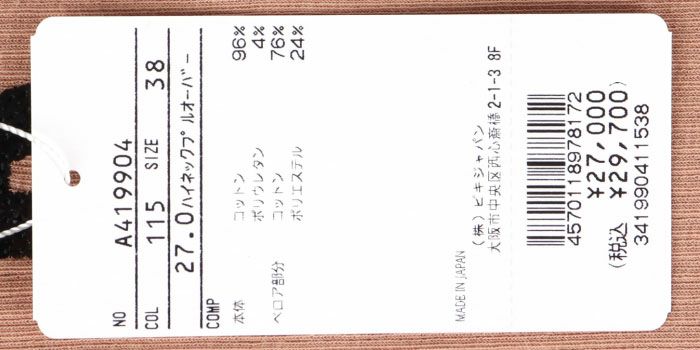 NO A419904
COL 115 SIZE 38
27.0 ハイネックプルオーバー
COMP
本体 コットン 96%
ポリウレタン 4%
ベロア部分 コットン 76%
ポリエステル 24%
MADE IN JAPAN
(株) ビキジャパン
大阪市中央区西心斎橋 2-1-3 8F
4570118978172
¥27,000
(税込 ¥29,700)
341990411538